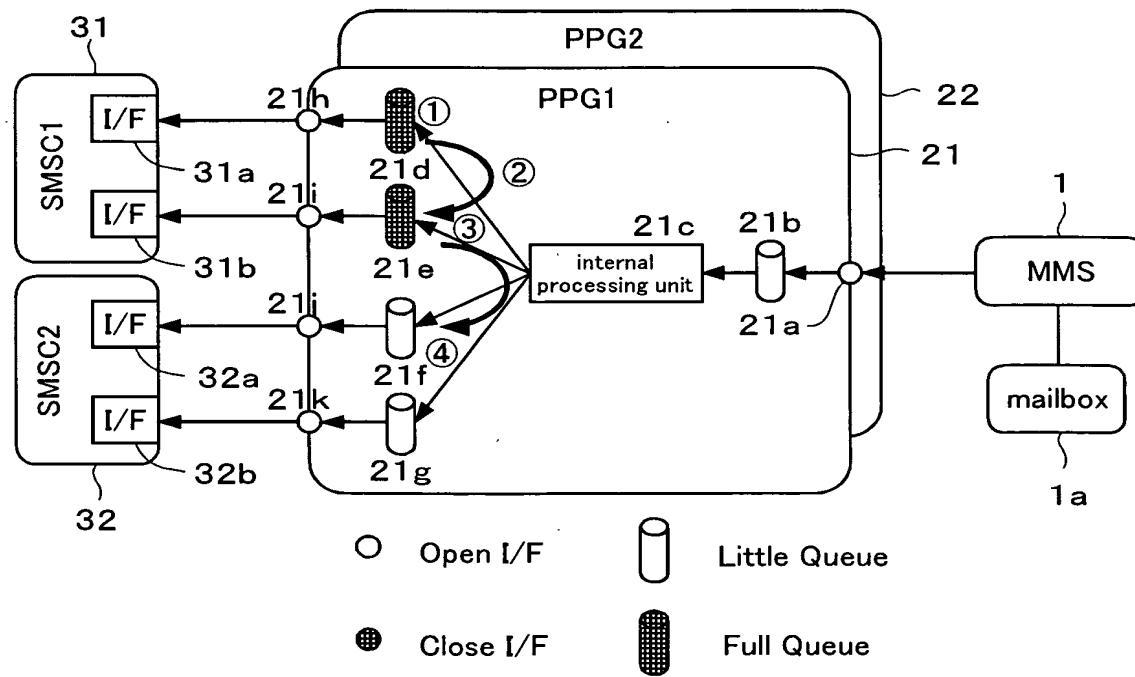 31
PPG2
PPG1
22
21h
①
I/F
21
SMSC1
31a
21d
②
1
21i
21b
③
21c
I/F
MMS
31b
21e
internal
processing unit
21j
21a
I/F
④
SMSC2
32a
21f
mailbox
21k
I/F
32b
21g
1a
32
Open I/F
Little Queue
Close I/F
Full Queue